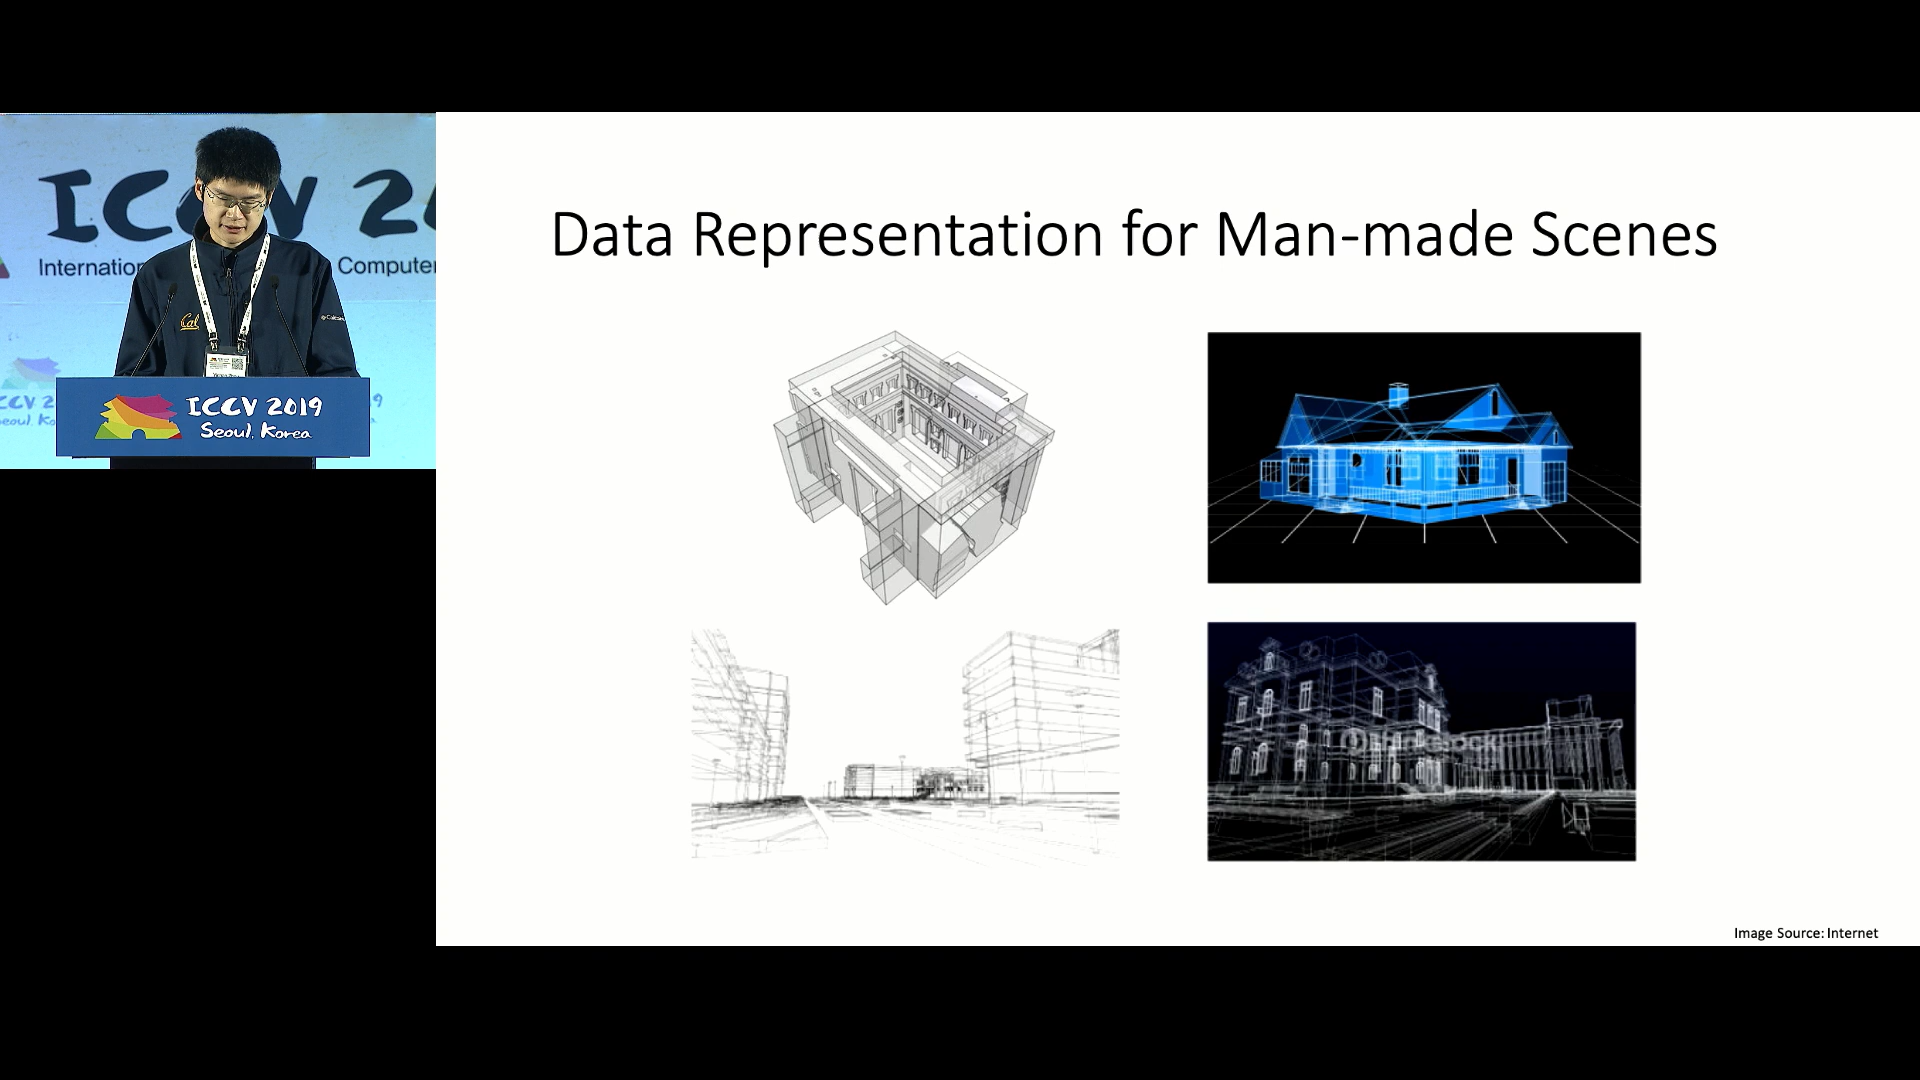 ICCV 20
Internatio
Computer
Cal
ICCV 2019
Seoul, Korea
Data Representation for Man-made Scenes
Image Source: Internet